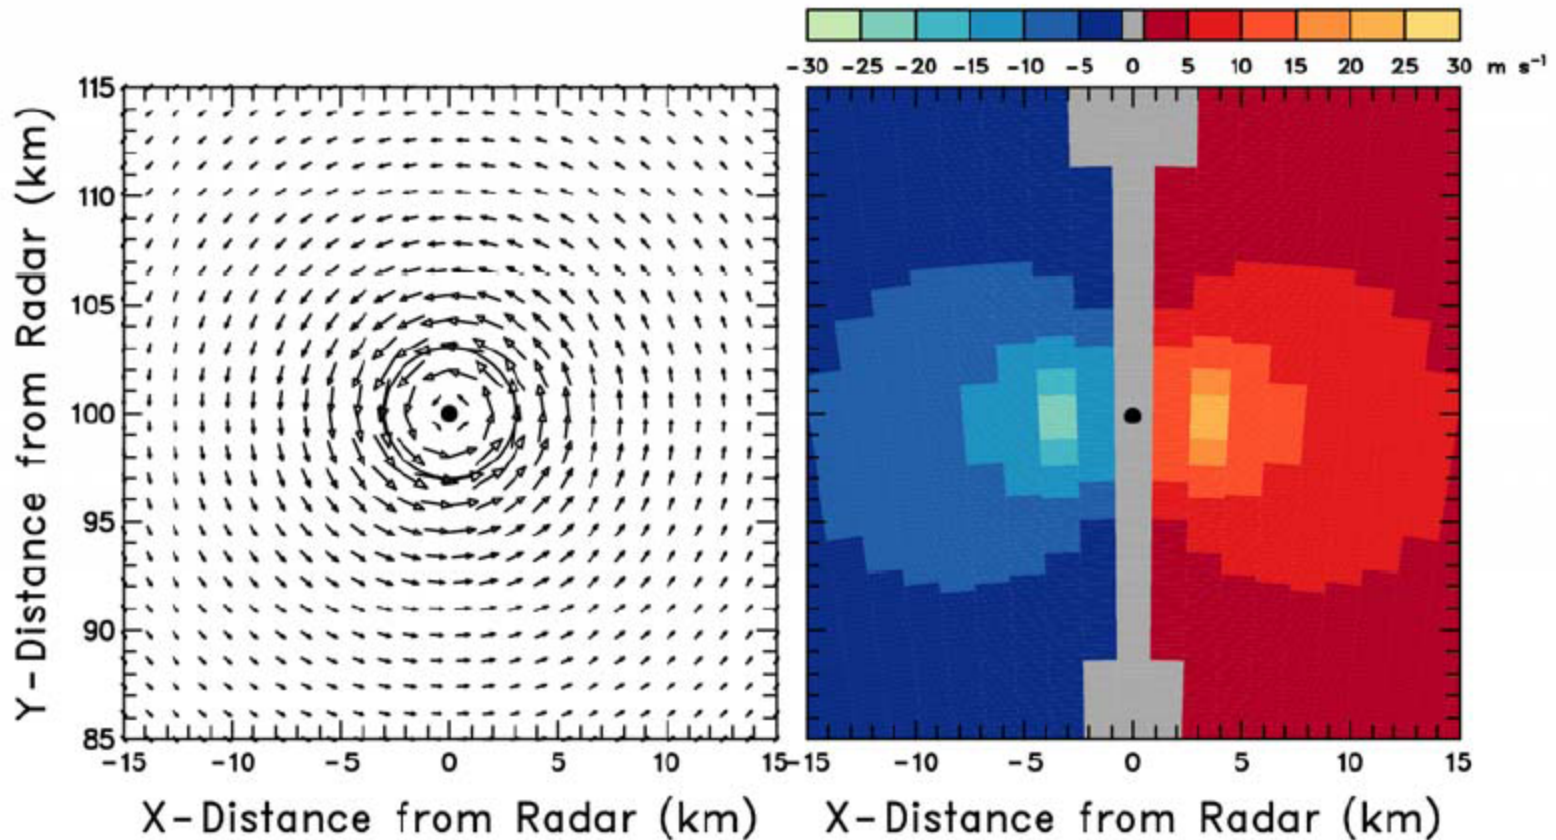 -30 -25 -20 -15 -10 -5 0 5 10 15 20 25 30 m s⁻¹
Y-Distance from Radar (km)
115
110
105
100
95
90
85
-15 -10 -5 0 5 10 15
-15 -10 -5 0 5 10 15
X-Distance from Radar (km)
X-Distance from Radar (km)